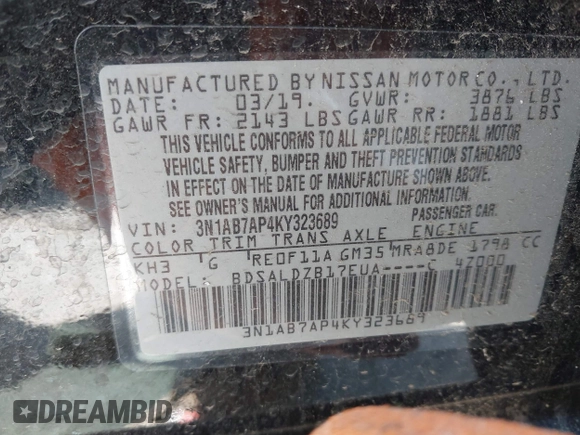 MANUFACTURED BY NISSAN MOTOR CO., LTD.
DATE: 03/19. GVWR: 3876 LBS
GAWR FR: 2143 LBS GAWR RR: 1881 LBS
THIS VEHICLE CONFORMS TO ALL APPLICABLE FEDERAL MOTOR
VEHICLE SAFETY, BUMPER AND THEFT PREVENTION STANDARDS
IN EFFECT ON THE DATE OF MANUFACTURE SHOWN ABOVE.
SEE OWNER'S MANUAL FOR ADDITIONAL INFORMATION.
VIN: 3N1AB7AP4KY323689 PASSENGER CAR.
COLOR TRIM TRANS AXLE ENGINE
KH3 G RE0F11A GM35 MRA8DE 1798 CC
MODEL: BDSALDZB17EUA----C 47000
3N1AB7AP4KY323669
DREAMBID